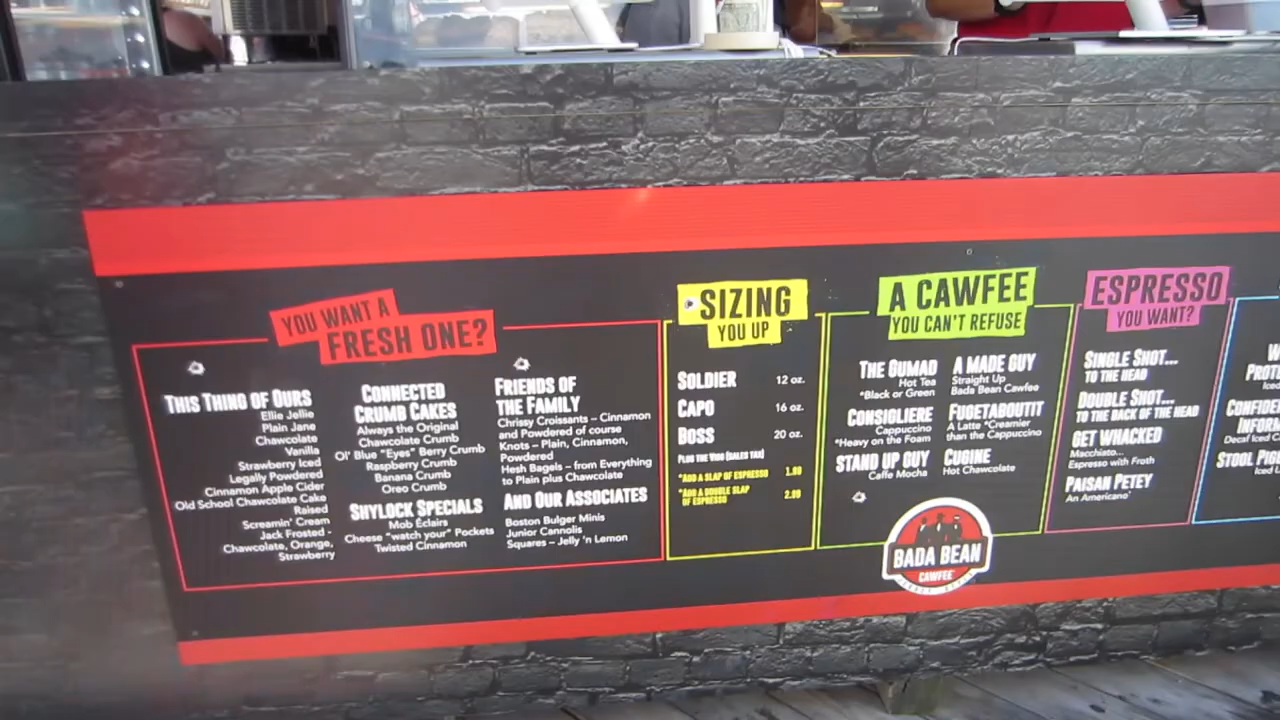 YOU WANT A
FRESH ONE?
THIS THING OF OURS
Ellie Jellie
Plain Jane
Chawcolate
Vanilla
Strawberry Iced
Legally Powdered
Cinnamon Apple Cider
Old School Chawcolate Cake
Raised
Screamin' Cream
Jack Frosted -
Chawcolate, Orange,
Strawberry
CONNECTED
CRUMB CAKES
Always the Original
Chawcolate Crumb
Ol' Blue "Eyes" Berry Crumb
Raspberry Crumb
Banana Crumb
Oreo Crumb
SHYLOCK SPECIALS
Mob Éclairs
Cheese "watch your" Pockets
Twisted Cinnamon
FRIENDS OF
THE FAMILY
Chrissy Croissants – Cinnamon
and Powdered of course
Knots – Plain, Cinnamon,
Powdered
Hesh Bagels – from Everything
to Plain plus Chawcolate
AND OUR ASSOCIATES
Boston Bulger Minis
Junior Cannolis
Squares – Jelly 'n Lemon
SIZING
YOU UP
SOLDIER 12 oz.
CAPO 16 oz.
BOSS 20 oz.
PLUS THE VIGG (SALES TAX)
*ADD A SLAP OF ESPRESSO
*ADD A DOUBLE SLAP
OF ESPRESSO
A CAWFEE
YOU CAN'T REFUSE
THE GUMAD
Hot Tea
*Black or Green
CONSIGLIERE
Cappuccino
*Heavy on the Foam
STAND UP GUY
Caffe Mocha
A MADE GUY
Straight Up
Bada Bean Cawfee
FUGETABOUTIT
A Latte *Creamier
than the Cappuccino
CUGINE
Hot Chawcolate
BADA BEAN
CAWFEE
ESPRESSO
YOU WANT?
SINGLE SHOT...
TO THE HEAD
DOUBLE SHOT...
TO THE BACK OF THE HEAD
GET WHACKED
Macchiato...
Espresso with Froth
PAISAN PETEY
An Americano'
Decaf Iced
STOOL